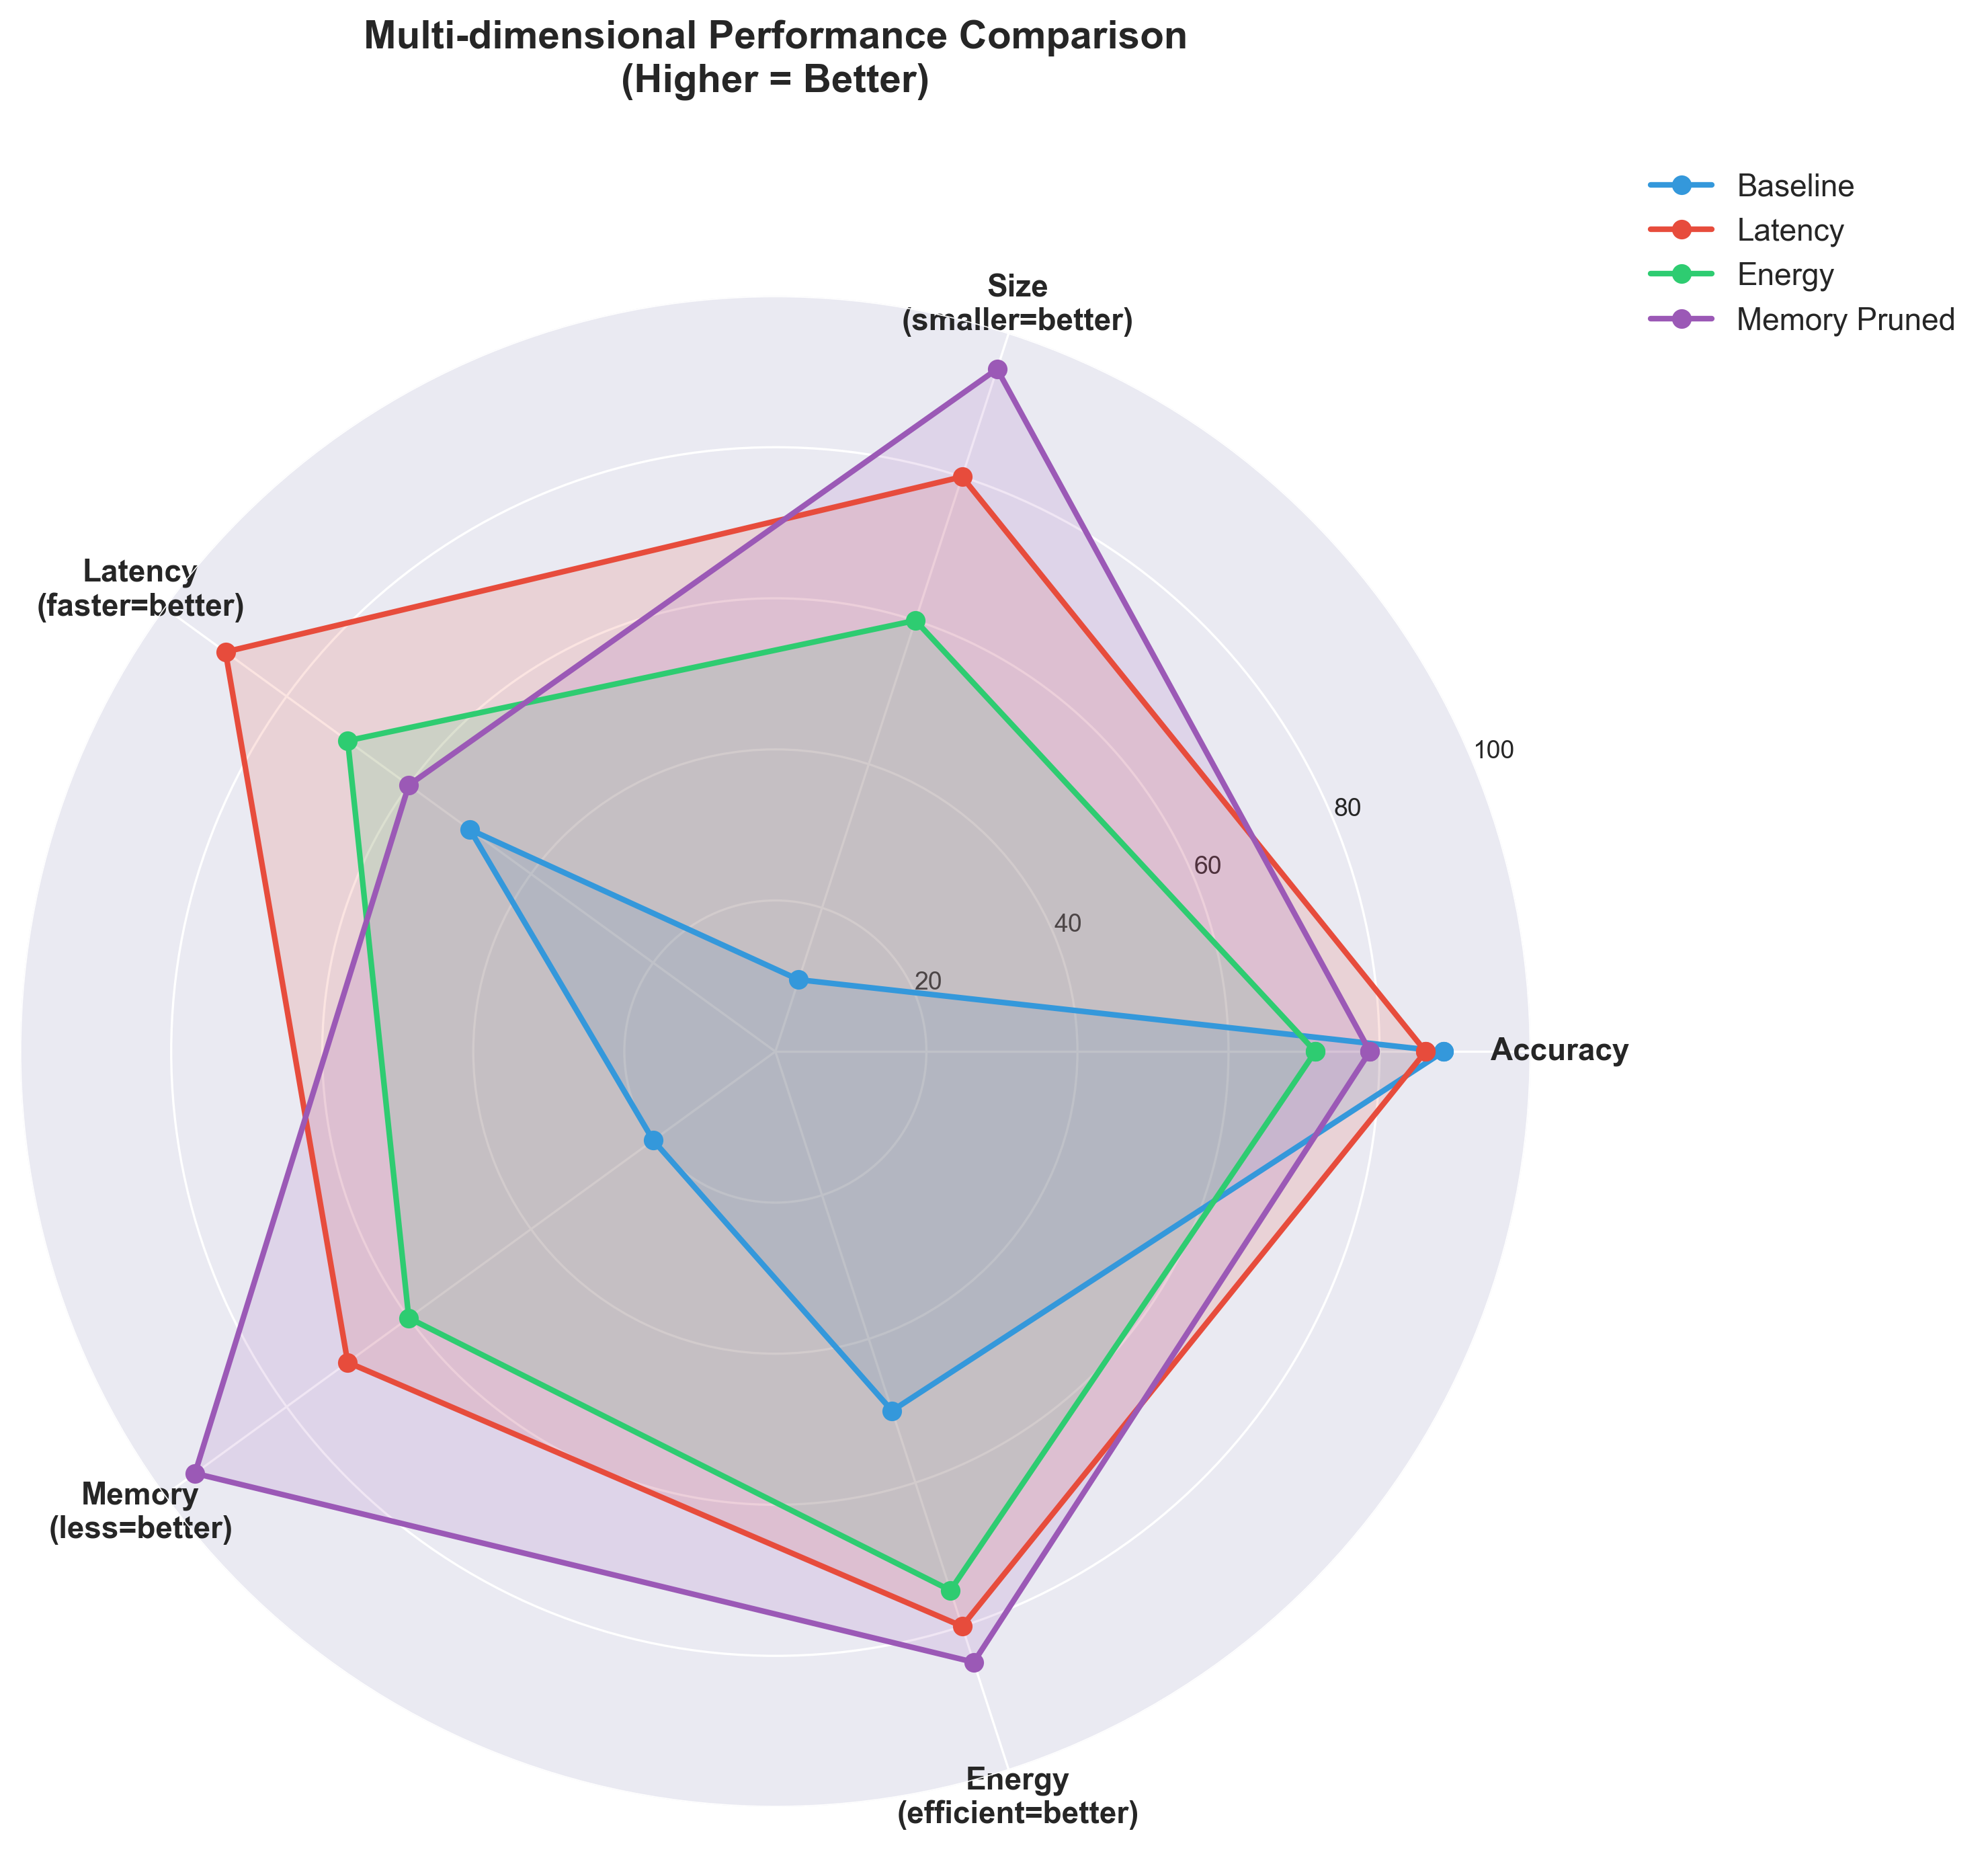 Multi-dimensional Performance Comparison
(Higher = Better)
Baseline
Latency
Energy
Memory Pruned
Size
(smaller=better)
Latency
(faster=better)
100
80
60
40
20
Accuracy
Memory
(less=better)
Energy
(efficient=better)